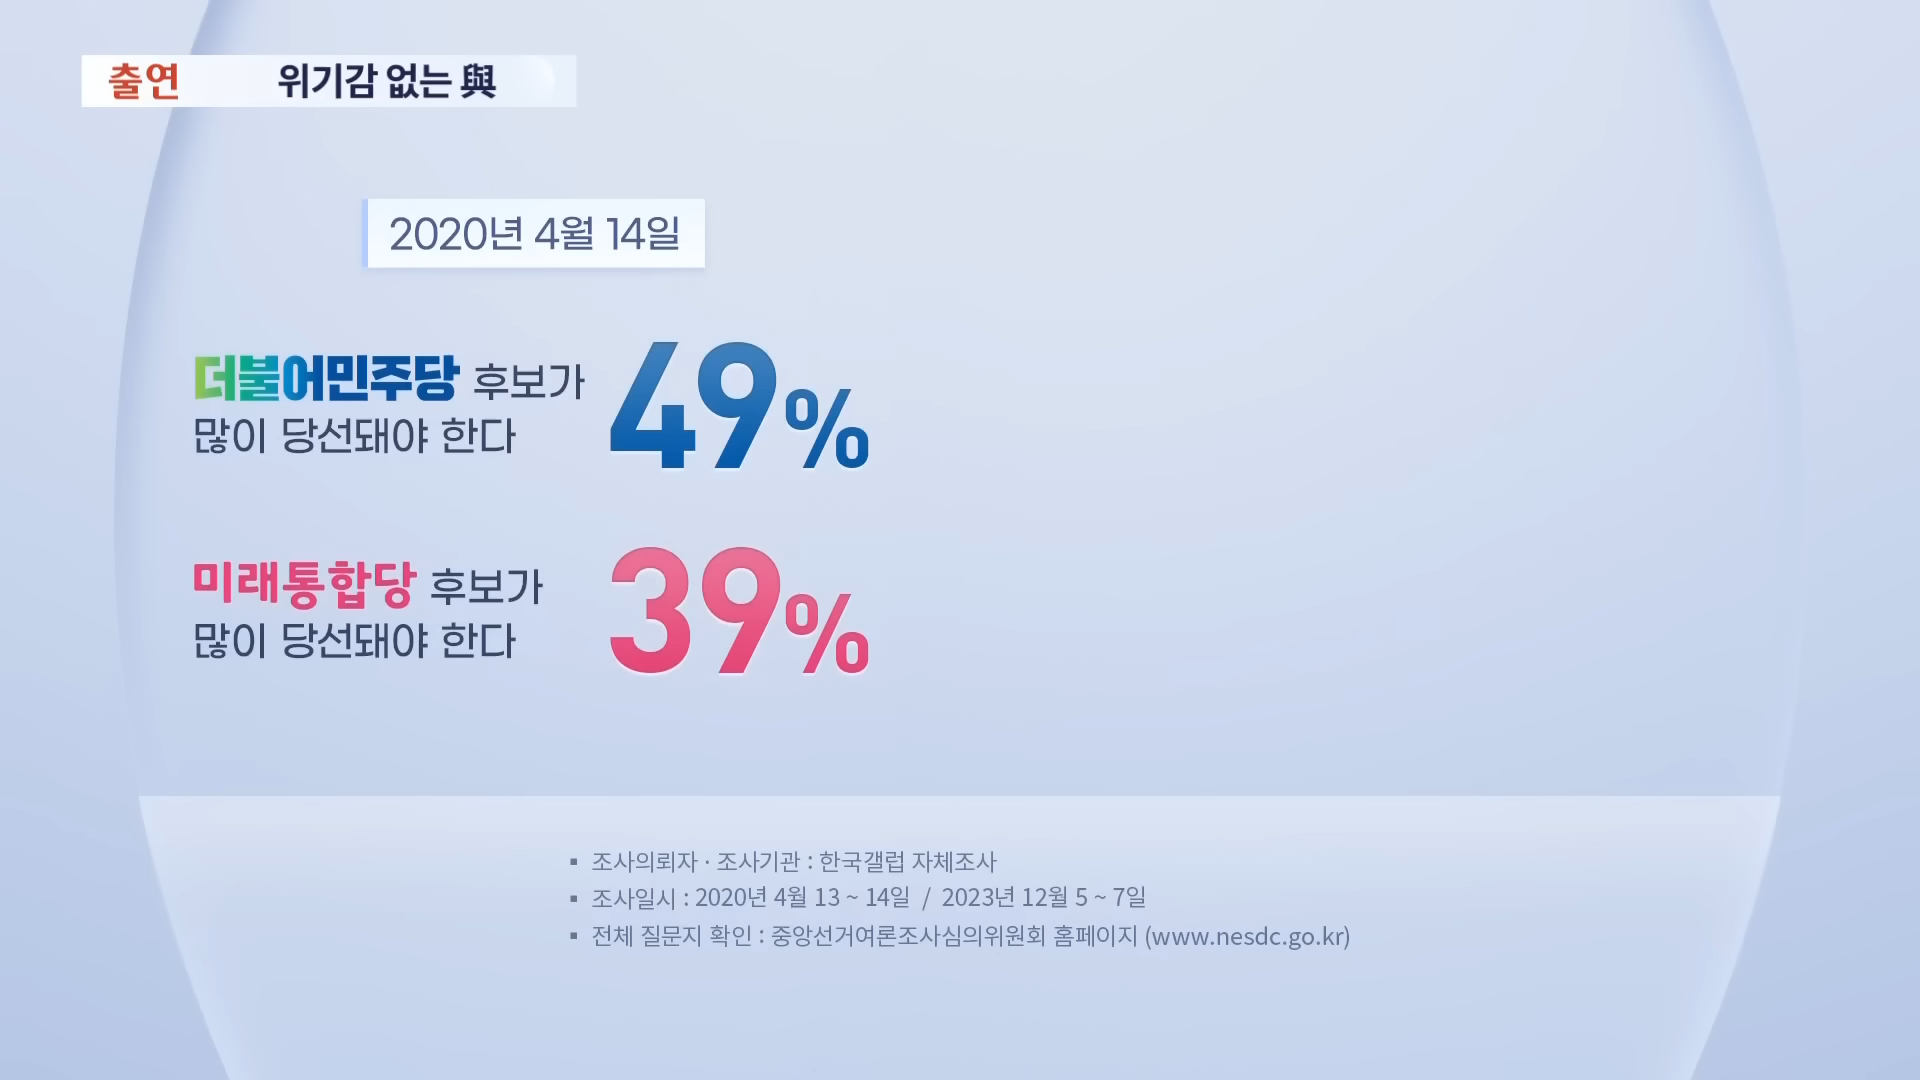 출연 위기감 없는 與
2020년 4월 14일
더불어민주당 후보가
많이 당선돼야 한다
49%
미래통합당 후보가
많이 당선돼야 한다
39%
▪ 조사의뢰자 · 조사기관 : 한국갤럽 자체조사
▪ 조사일시 : 2020년 4월 13 ~ 14일 / 2023년 12월 5 ~ 7일
▪ 전체 질문지 확인 : 중앙선거여론조사심의위원회 홈페이지 (www.nesdc.go.kr)